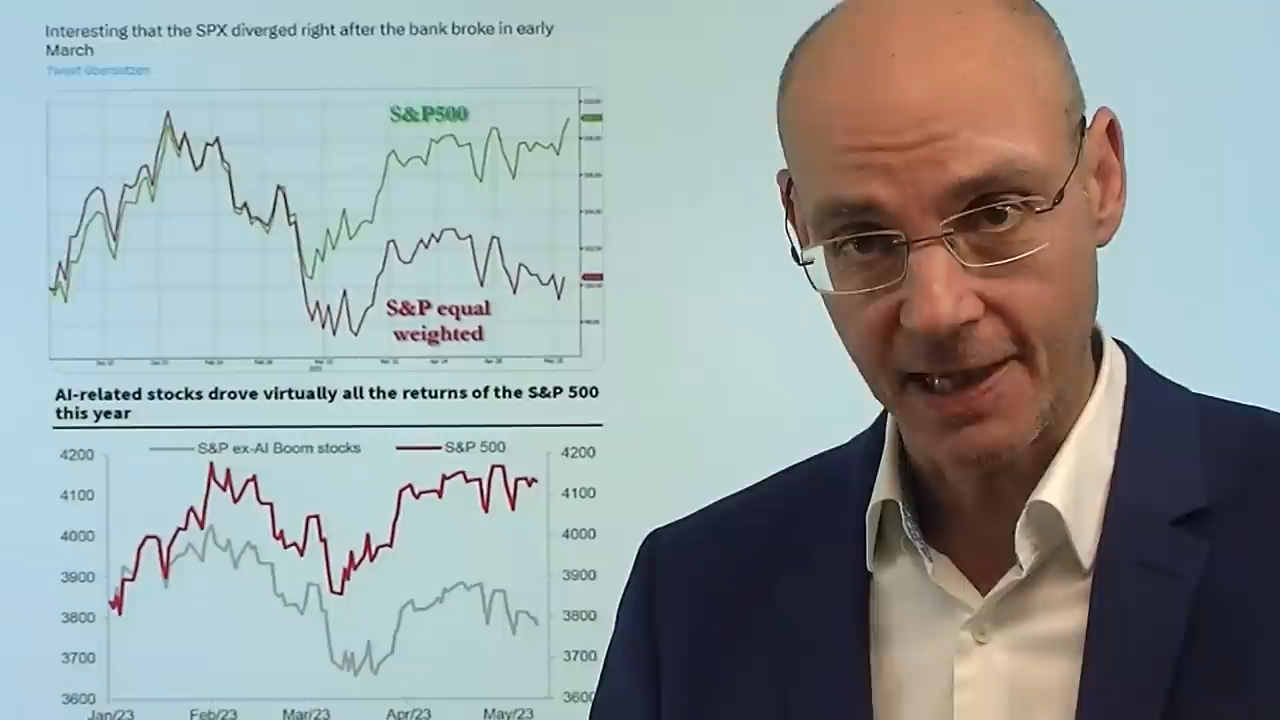 Interesting that the SPX diverged right after the bank broke in early
March
Tweet übersetzen
S&P500
S&P equal
weighted
AI-related stocks drove virtually all the returns of the S&P 500
this year
S&P ex-AI Boom stocks
S&P 500
4200
4200
4100
4100
4000
4000
3900
3900
3800
3800
3700
3700
3600
3600
Jan/23
Feb/23
Mar/23
Apr/23
May/23